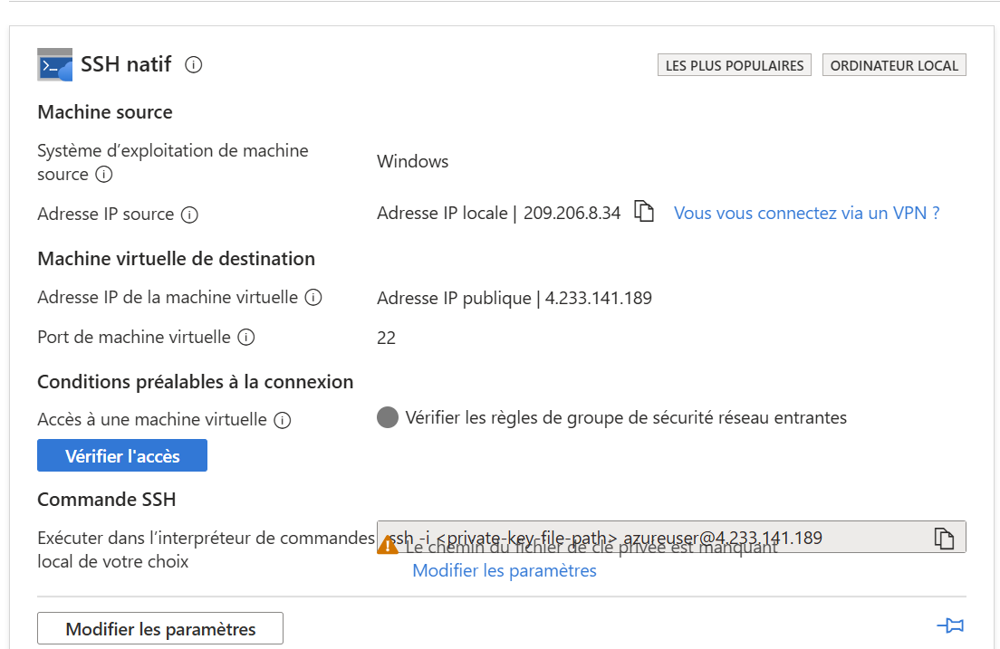 SSH natif
LES PLUS POPULAIRES
ORDINATEUR LOCAL
Machine source
Système d’exploitation de machine
source
Windows
Adresse IP source
Adresse IP locale | 209.206.8.34
Vous vous connectez via un VPN ?
Machine virtuelle de destination
Adresse IP de la machine virtuelle
Adresse IP publique | 4.233.141.189
Port de machine virtuelle
22
Conditions préalables à la connexion
Accès à une machine virtuelle
Vérifier les règles de groupe de sécurité réseau entrantes
Vérifier l'accès
Commande SSH
Exécuter dans l’interpréteur de commandes
local de votre choix
ssh -i <private-key-file-path> azureuser@4.233.141.189
Le chemin du fichier de clé privée est manquant
Modifier les paramètres
Modifier les paramètres